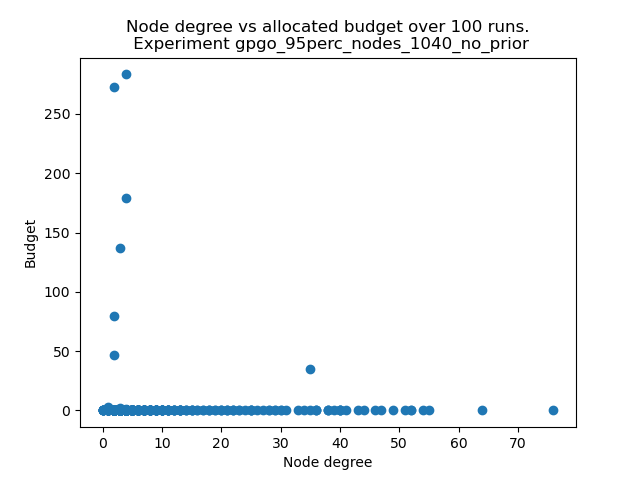 Node degree vs allocated budget over 100 runs.
Experiment gpgo_95perc_nodes_1040_no_prior
250
200
150
100
50
0
Budget
0 10 20 30 40 50 60 70
Node degree